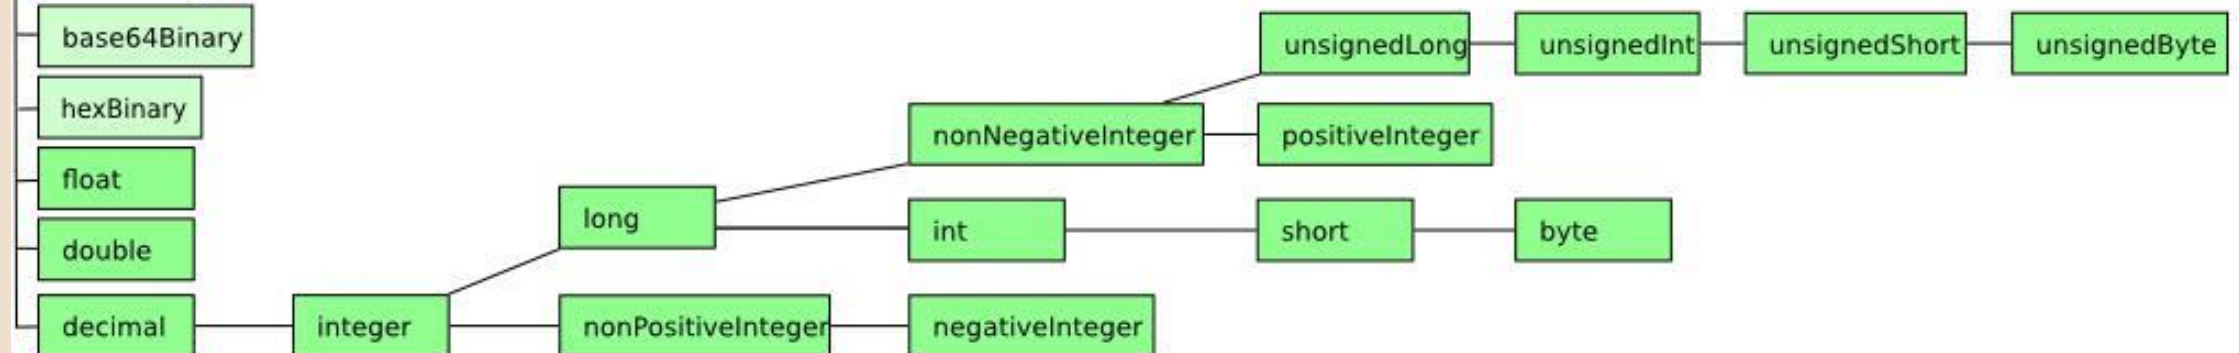 base64Binary
unsignedLong
unsignedInt
unsignedShort
unsignedByte
hexBinary
nonNegativeInteger
positiveInteger
float
long
int
short
byte
double
decimal
integer
nonPositiveInteger
negativeInteger